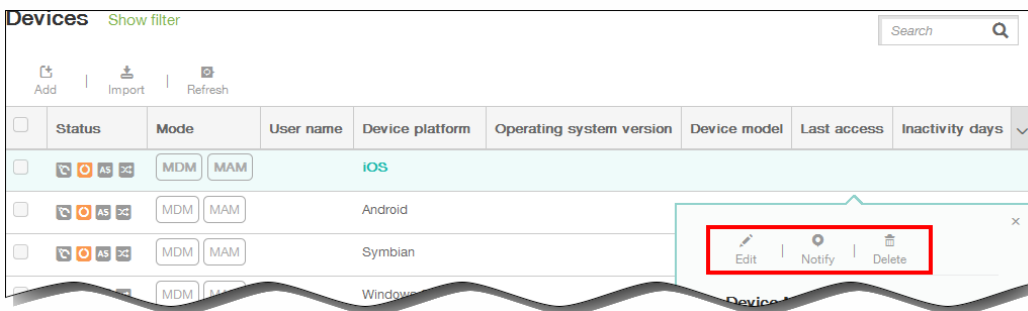 Devices Show filter
Search
Add Import Refresh
Status Mode User name Device platform Operating system version Device model Last access Inactivity days
AS MDM MAM iOS
AS MDM MAM Android
×
Edit Notify Delete
AS MDM MAM Symbian
MDM